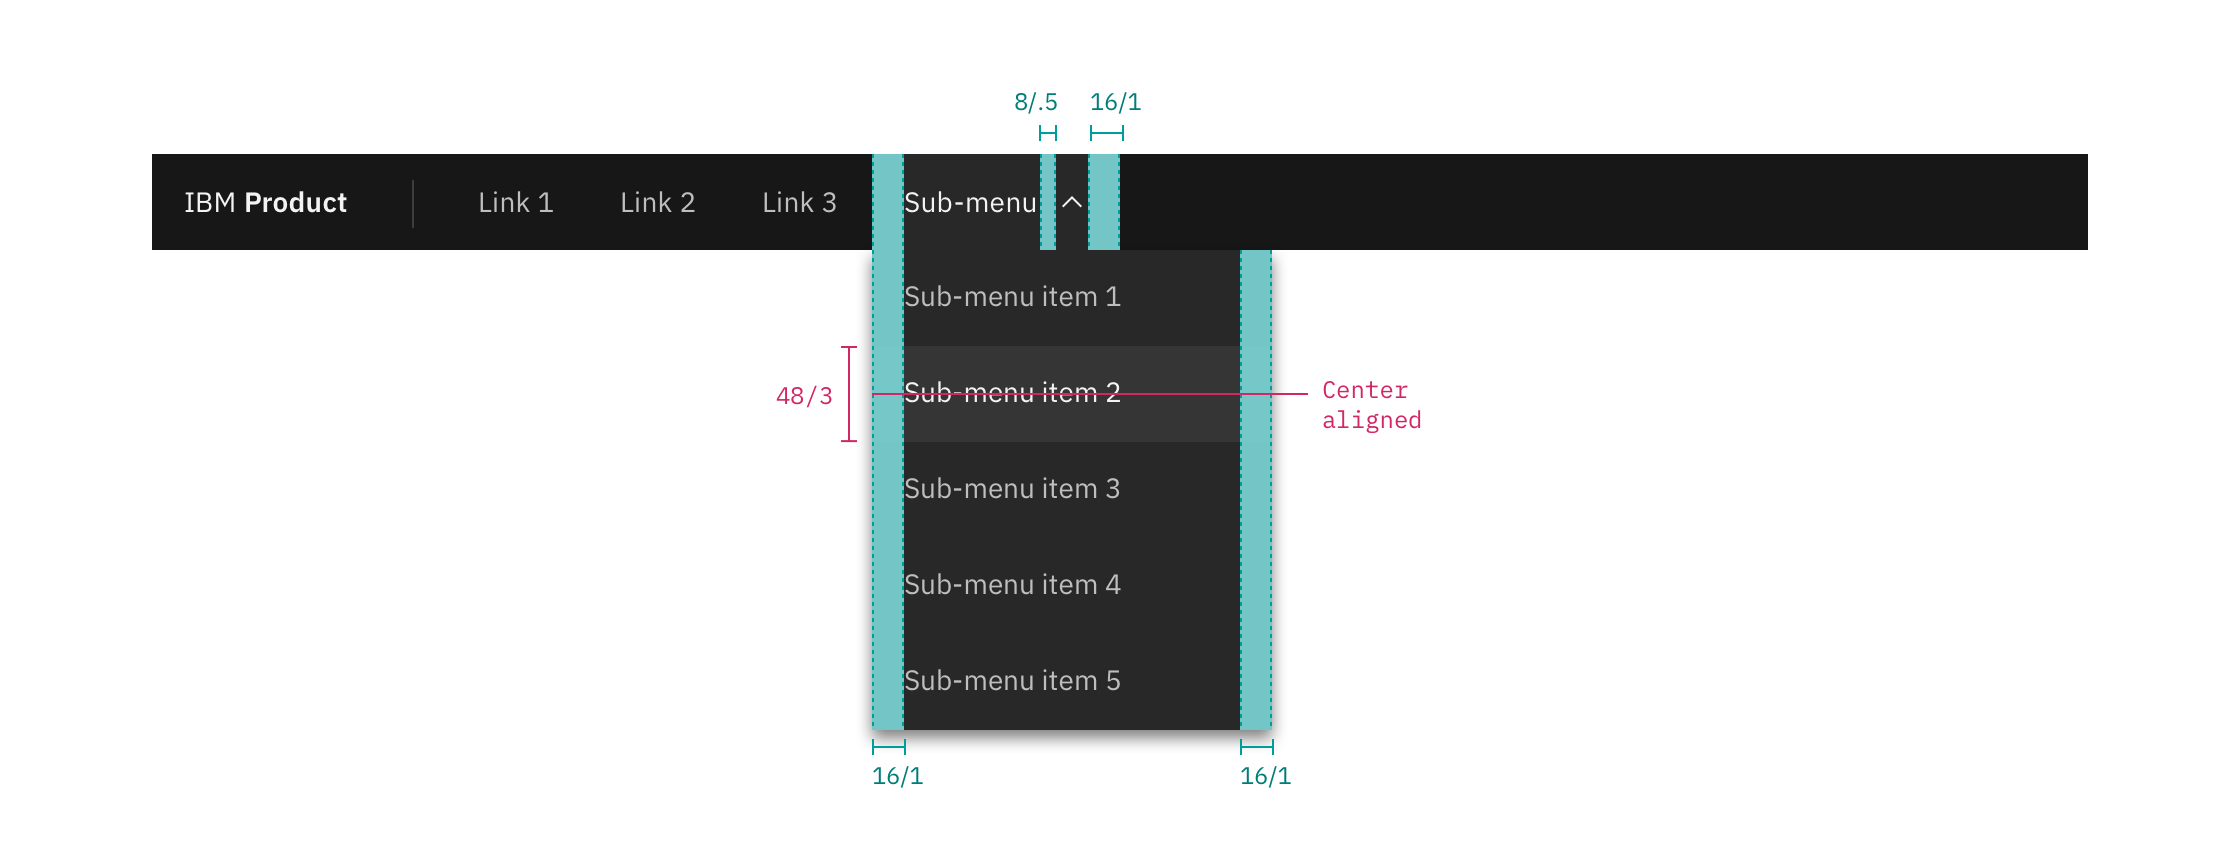 8/.5 16/1
IBM Product Link 1 Link 2 Link 3 Sub-menu
Sub-menu item 1
48/3 Sub-menu item 2 Center
aligned
Sub-menu item 3
Sub-menu item 4
Sub-menu item 5
16/1 16/1